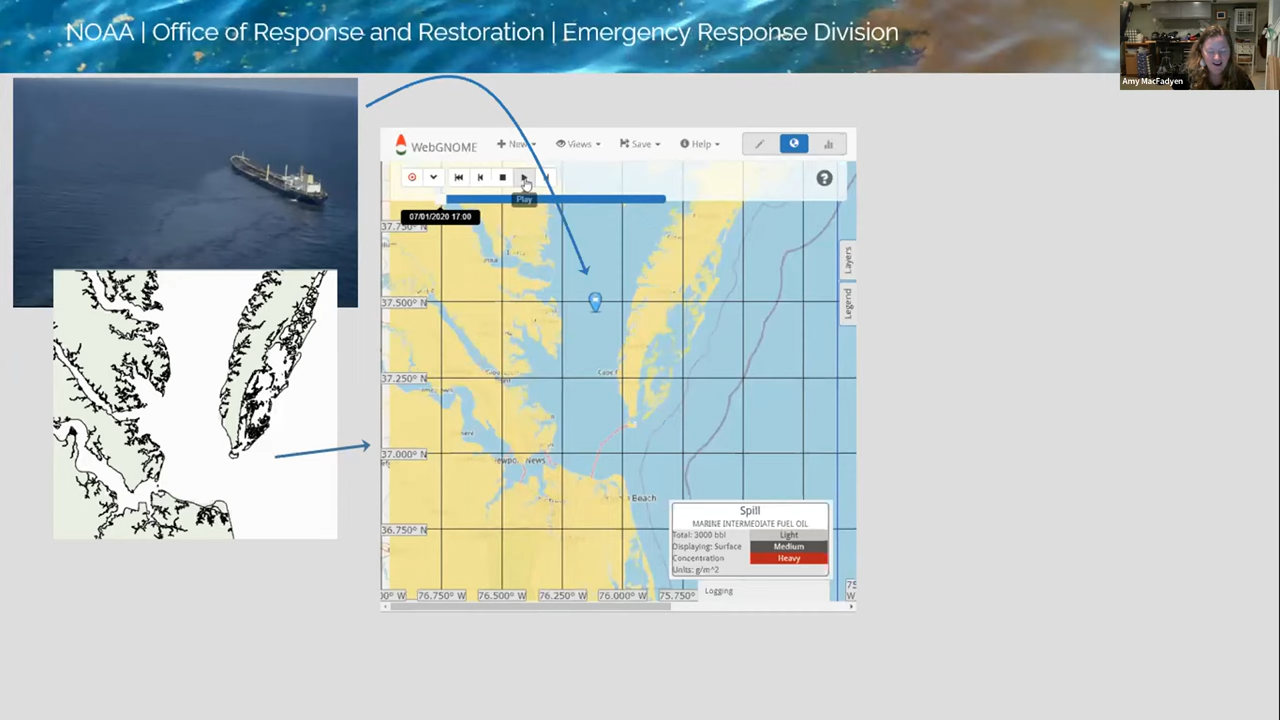 NOAA | Office of Response and Restoration | Emergency Response Division
Amy MacFadyen
WebGNOME
New
Views
Save
Help
Play
07/01/2020 17:00
?
Layers
Legend
37.500° N
37.250° N
37.000° N
36.750° N
Beach
Spill
MARINE INTERMEDIATE FUEL OIL
Total: 3000 bbl
Light
Displaying: Surface
Medium
Concentration
Heavy
Units: g/m^2
Logging
76.750° W
76.500° W
76.250° W
76.000° W
75.750°